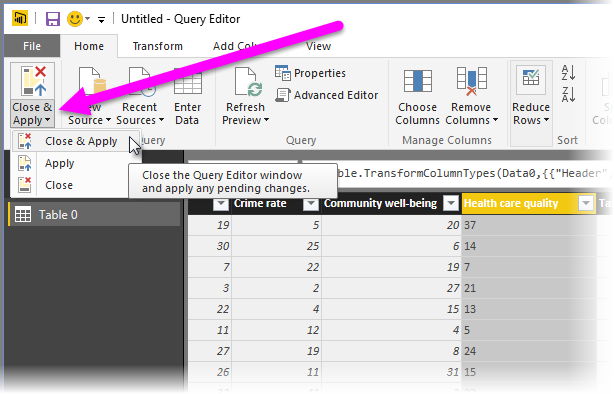 Untitled - Query Editor
File Home Transform Add Colu View
Close &
Apply
New
Source
Recent
Sources
Enter
Data
Refresh
Preview
Properties
Advanced Editor
Choose
Columns
Remove
Columns
Reduce
Rows
Query Query Manage Columns Sort
Close & Apply
Apply
Close
Close the Query Editor window
and apply any pending changes.
ble.TransformColumnTypes(Data0,{{"Header",
Table 0
Crime rate Community well-being Health care quality Ta
19 5 20 37
30 25 6 14
7 22 19 7
3 2 27 21
22 4 15 13
11 12 4 5
27 19 8 24
26 11 31 15